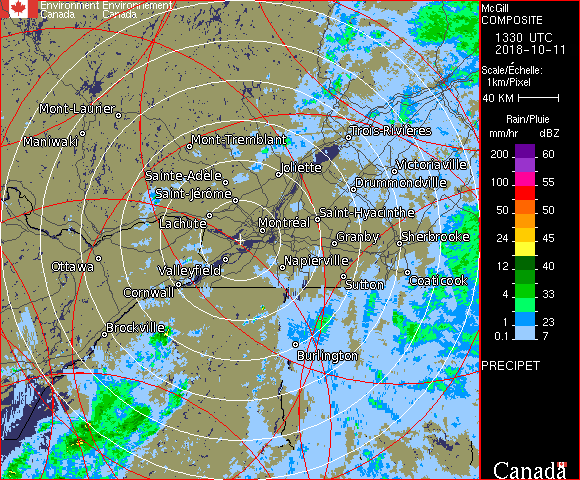 Environment Environnement
Canada Canada
McGill
COMPOSITE
1330 UTC
2018-10-11
Scale/Échelle:
1km/Pixel
40 KM
Rain/Pluie
mm/hr dBZ
200 60
100 55
50 50
24 45
12 40
4 33
1 23
0.1 7
PRECIPET
Canada
Mont-Laurier
Maniwaki
Mont-Tremblant
Trois-Rivières
Joliette
Victoriaville
Sainte-Adèle
Drummondville
Saint-Jérôme
Saint-Hyacinthe
Lachute
Montréal
Granby
Sherbrooke
Ottawa
Valleyfield
Napierville
Coaticook
Cornwall
Sutton
Brockville
Burlington